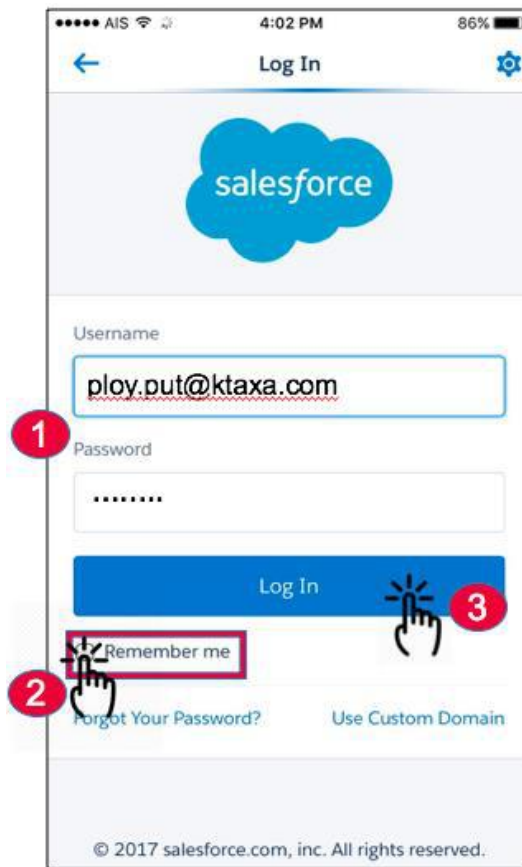 AIS 4:02 PM 86%
Log In
salesforce
Username
ploy.put@ktaxa.com
1
Password
········
Log In
3
Remember me
2
Forgot Your Password? Use Custom Domain
© 2017 salesforce.com, inc. All rights reserved.